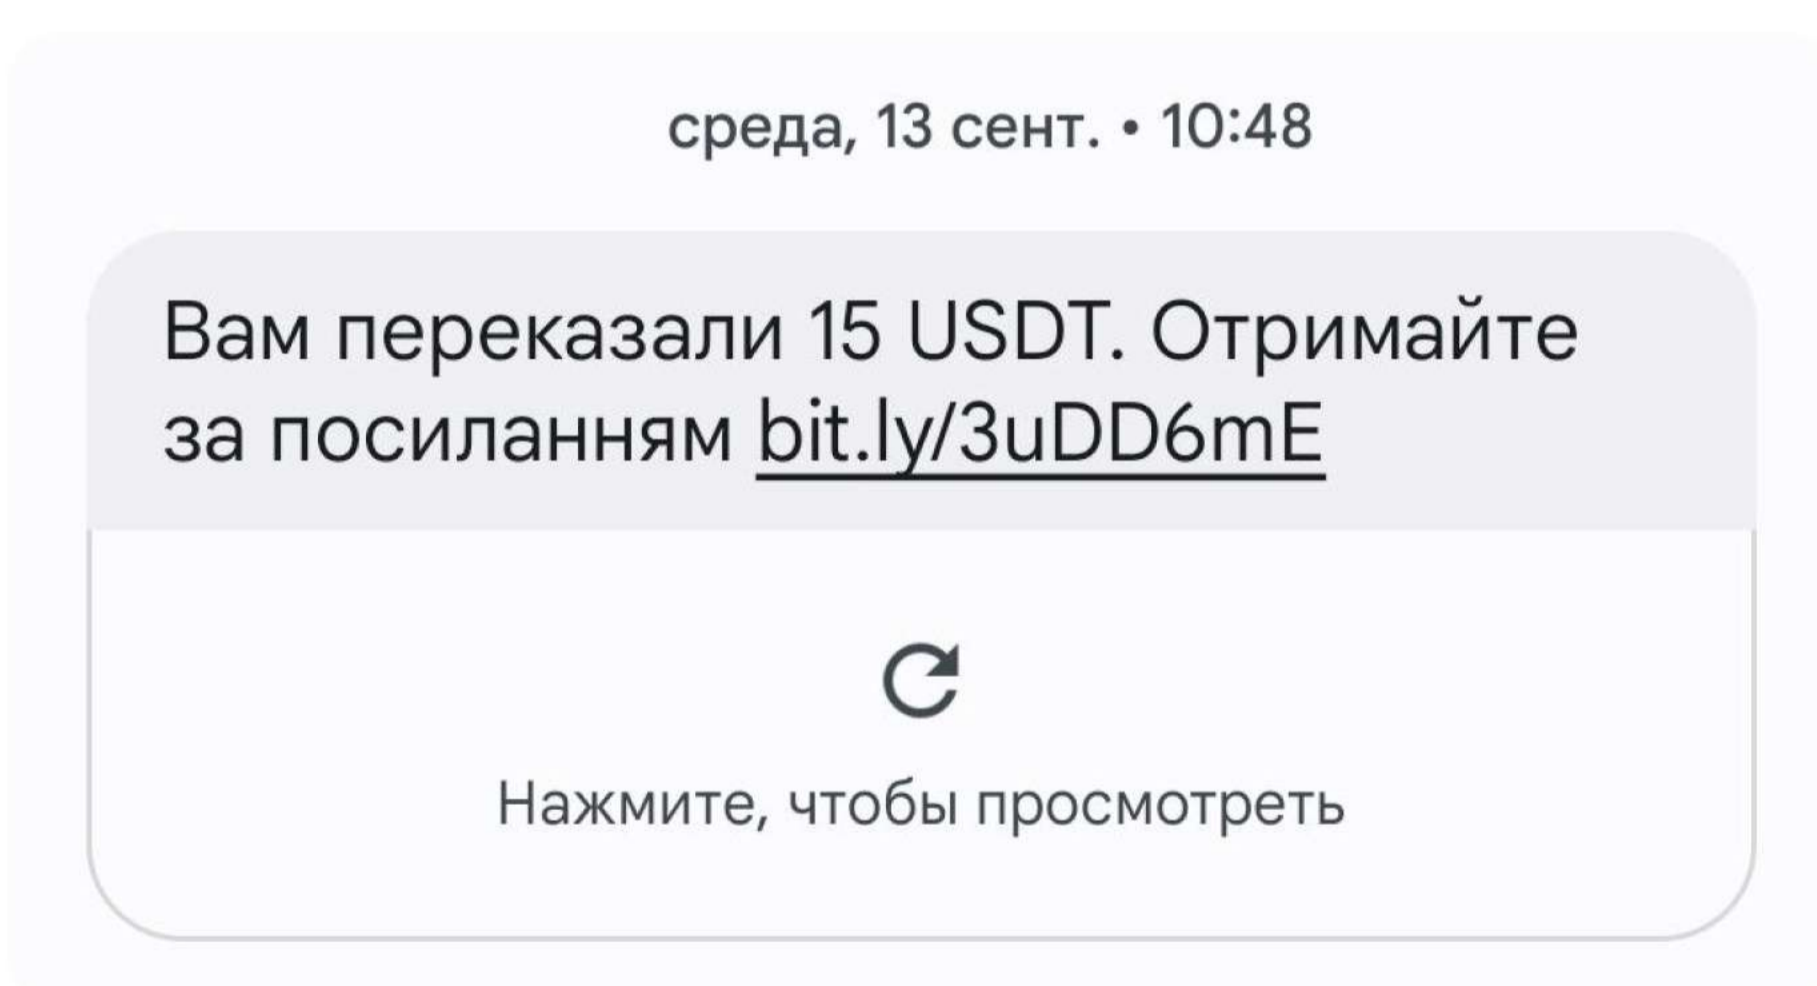 среда, 13 сент. • 10:48
Вам переказали 15 USDT. Отримайте
за посиланням bit.ly/3uDD6mE
Нажмите, чтобы просмотреть